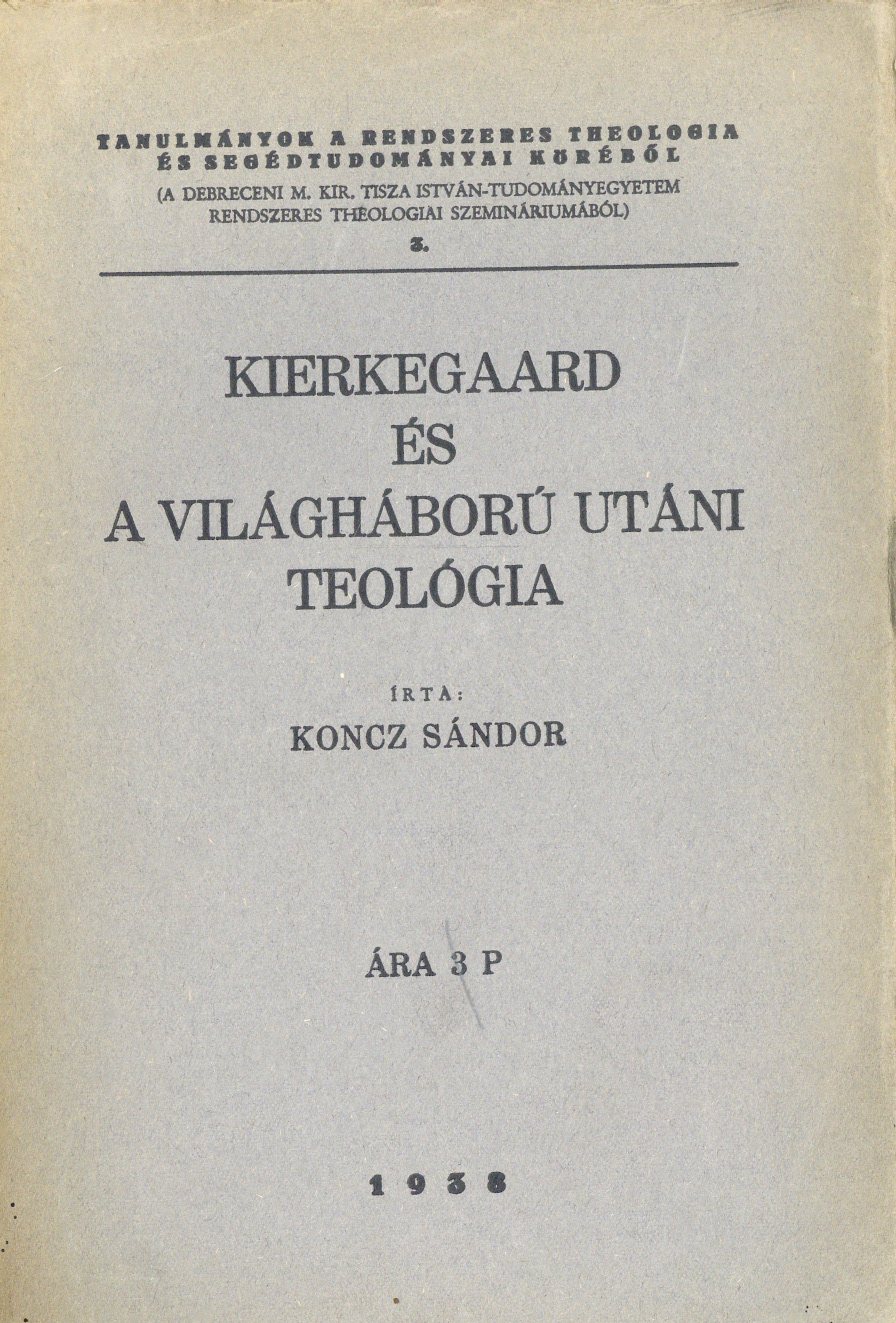 TANULMÁNYOK A RENDSZERES THEOLOGIA
ÉS SEGÉDTUDOMÁNYAI KÖRÉBŐL
(A DEBRECENI M. KIR. TISZA ISTVÁN-TUDOMÁNYEGYETEM
RENDSZERES THEOLOGIAI SZEMINÁRIUMÁBÓL)
3.
KIERKEGAARD
ÉS
A VILÁGHÁBORÚ UTÁNI
TEOLÓGIA
ÍRTA:
KONCZ SÁNDOR
ÁRA 3 P
1938